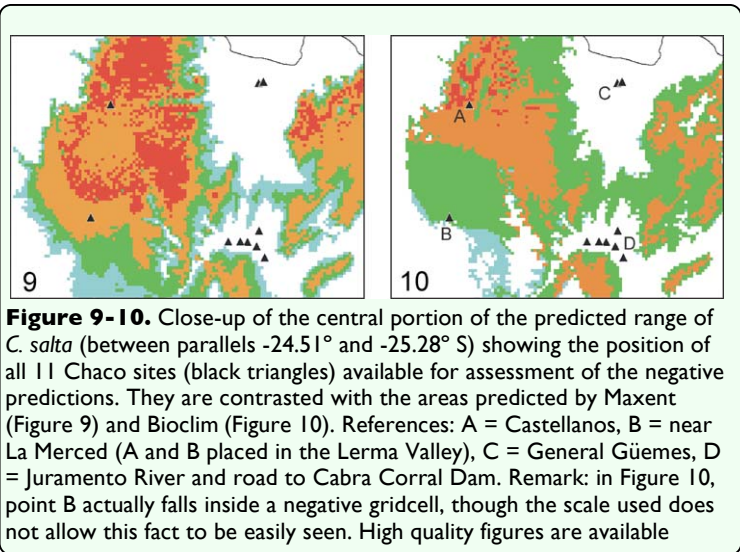 C
A
B
D
9
10
Figure 9-10. Close-up of the central portion of the predicted range of
C. salta (between parallels -24.51º and -25.28º S) showing the position of
all 11 Chaco sites (black triangles) available for assessment of the negative
predictions. They are contrasted with the areas predicted by Maxent
(Figure 9) and Bioclim (Figure 10). References: A = Castellanos, B = near
La Merced (A and B placed in the Lerma Valley), C = General Güemes, D
= Juramento River and road to Cabra Corral Dam. Remark: in Figure 10,
point B actually falls inside a negative gridcell, though the scale used does
not allow this fact to be easily seen. High quality figures are available